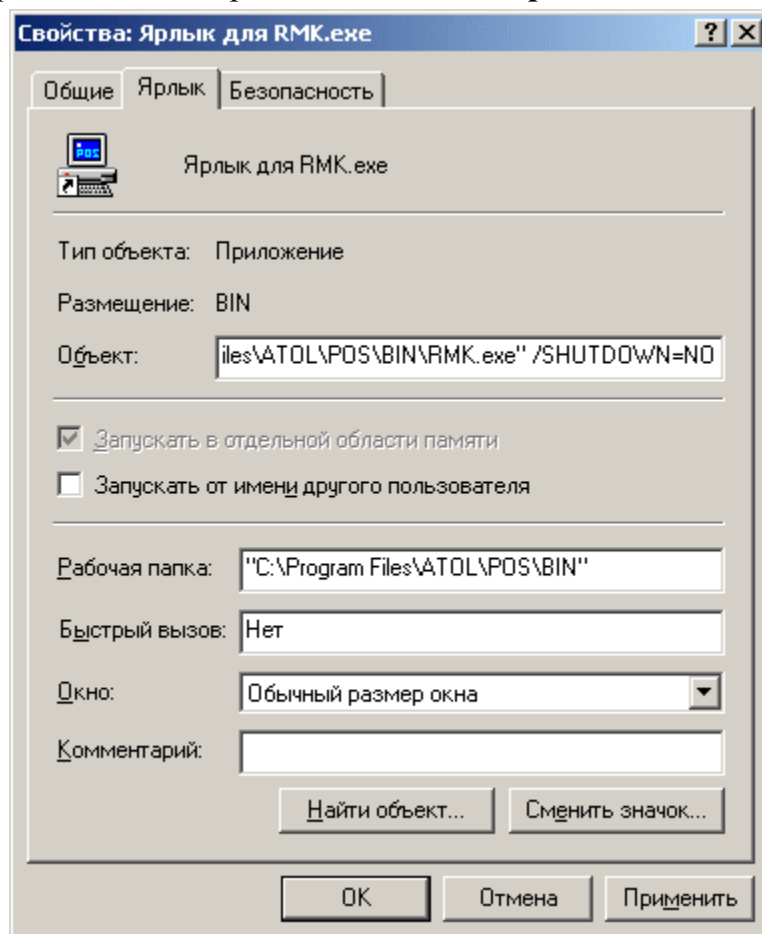 Свойства: Ярлык для RMK.exe
Общие Ярлык Безопасность
pos
Ярлык для RMK.exe
Тип объекта: Приложение
Размещение: BIN
Объект: iles\ATOL\POS\BIN\RMK.exe" /SHUTDOWN=NO
Запускать в отдельной области памяти
Запускать от имени другого пользователя
Рабочая папка: "C:\Program Files\ATOL\POS\BIN"
Быстрый вызов: Нет
Окно: Обычный размер окна
Комментарий:
Найти объект... Сменить значок...
OK Отмена Применить